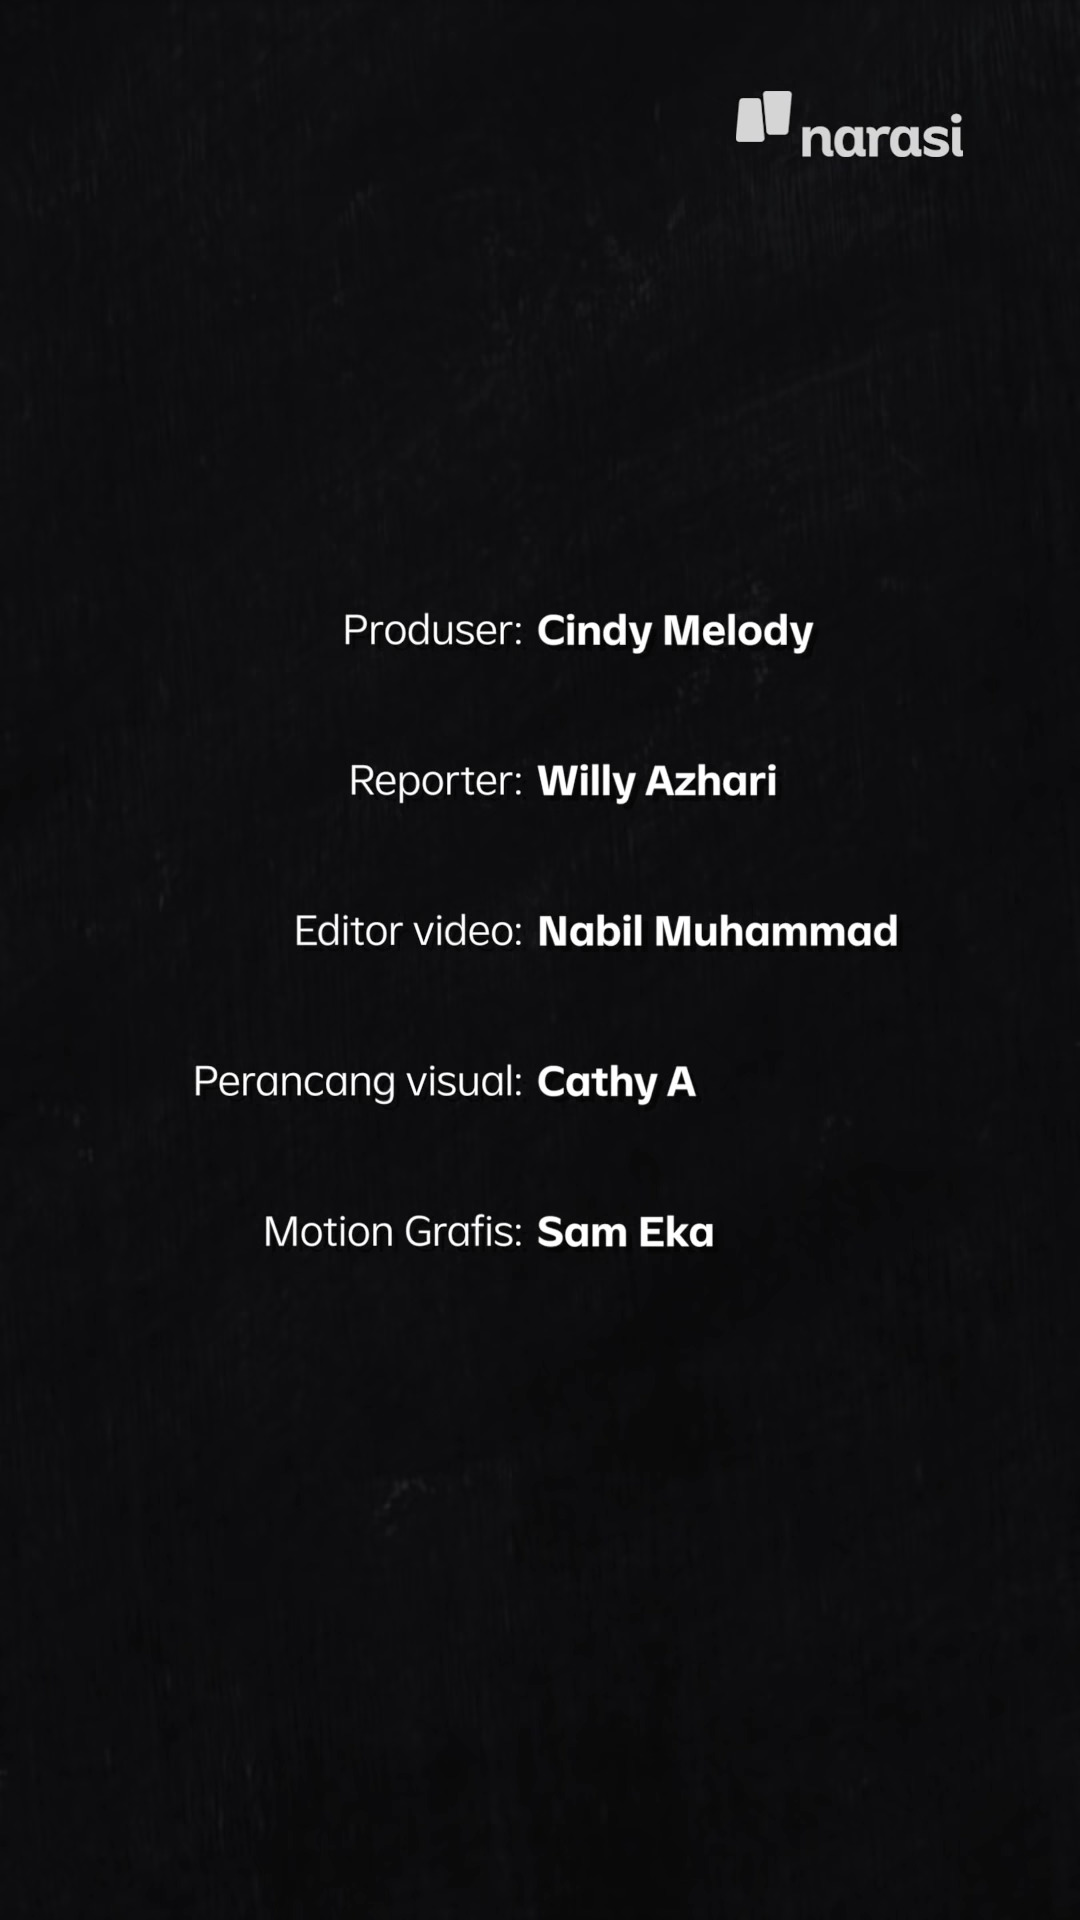 narasi
Produser: Cindy Melody
Reporter: Willy Azhari
Editor video: Nabil Muhammad
Perancang visual: Cathy A
Motion Grafis: Sam Eka